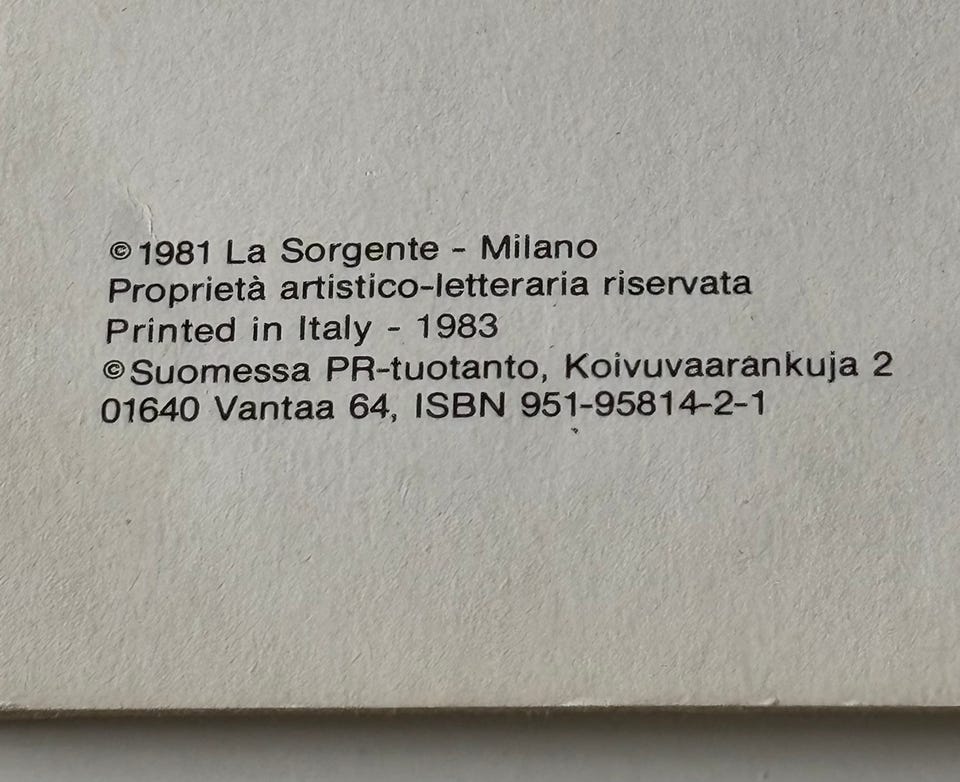 ©1981 La Sorgente - Milano
Proprietà artistico-letteraria riservata
Printed in Italy - 1983
©Suomessa PR-tuotanto, Koivuvaarankuja 2
01640 Vantaa 64, ISBN 951-95814-2-1